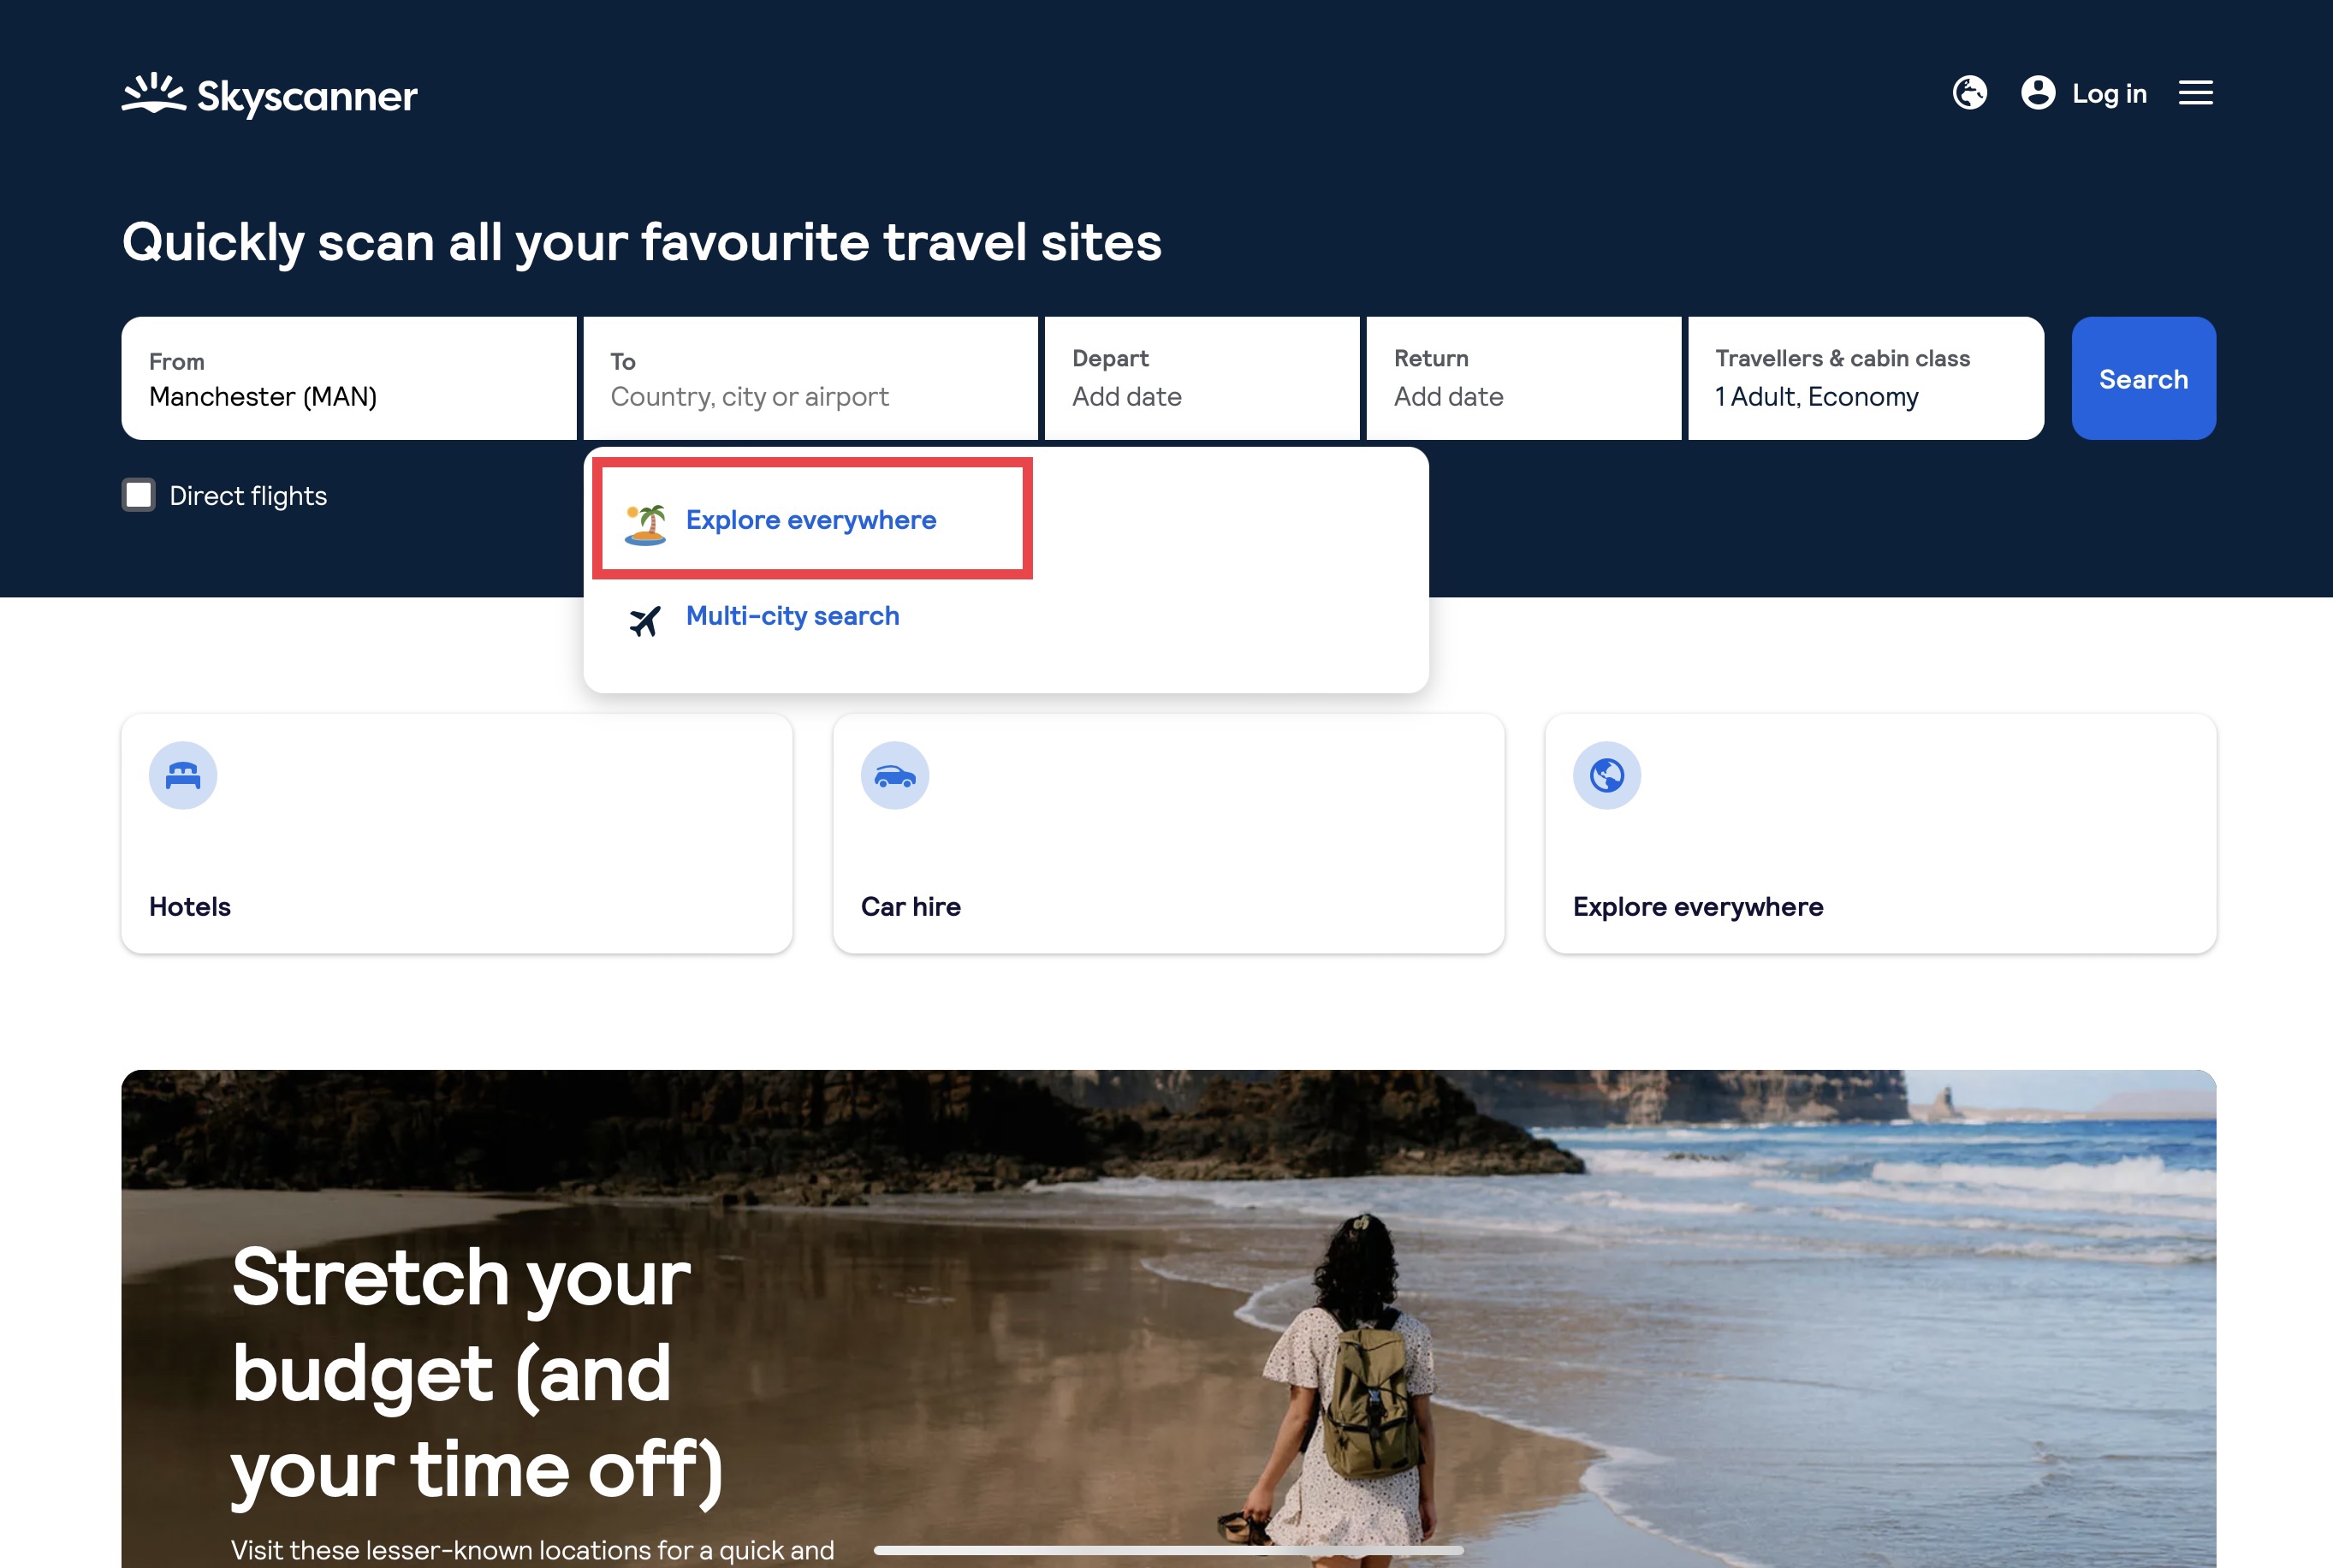 Skyscanner
Log in
Quickly scan all your favourite travel sites
From
Manchester (MAN)
To
Country, city or airport
Depart
Add date
Return
Add date
Travellers & cabin class
1 Adult, Economy
Search
Direct flights
Explore everywhere
Multi-city search
Hotels
Car hire
Explore everywhere
Stretch your
budget (and
your time off)
Visit these lesser-known locations for a quick and